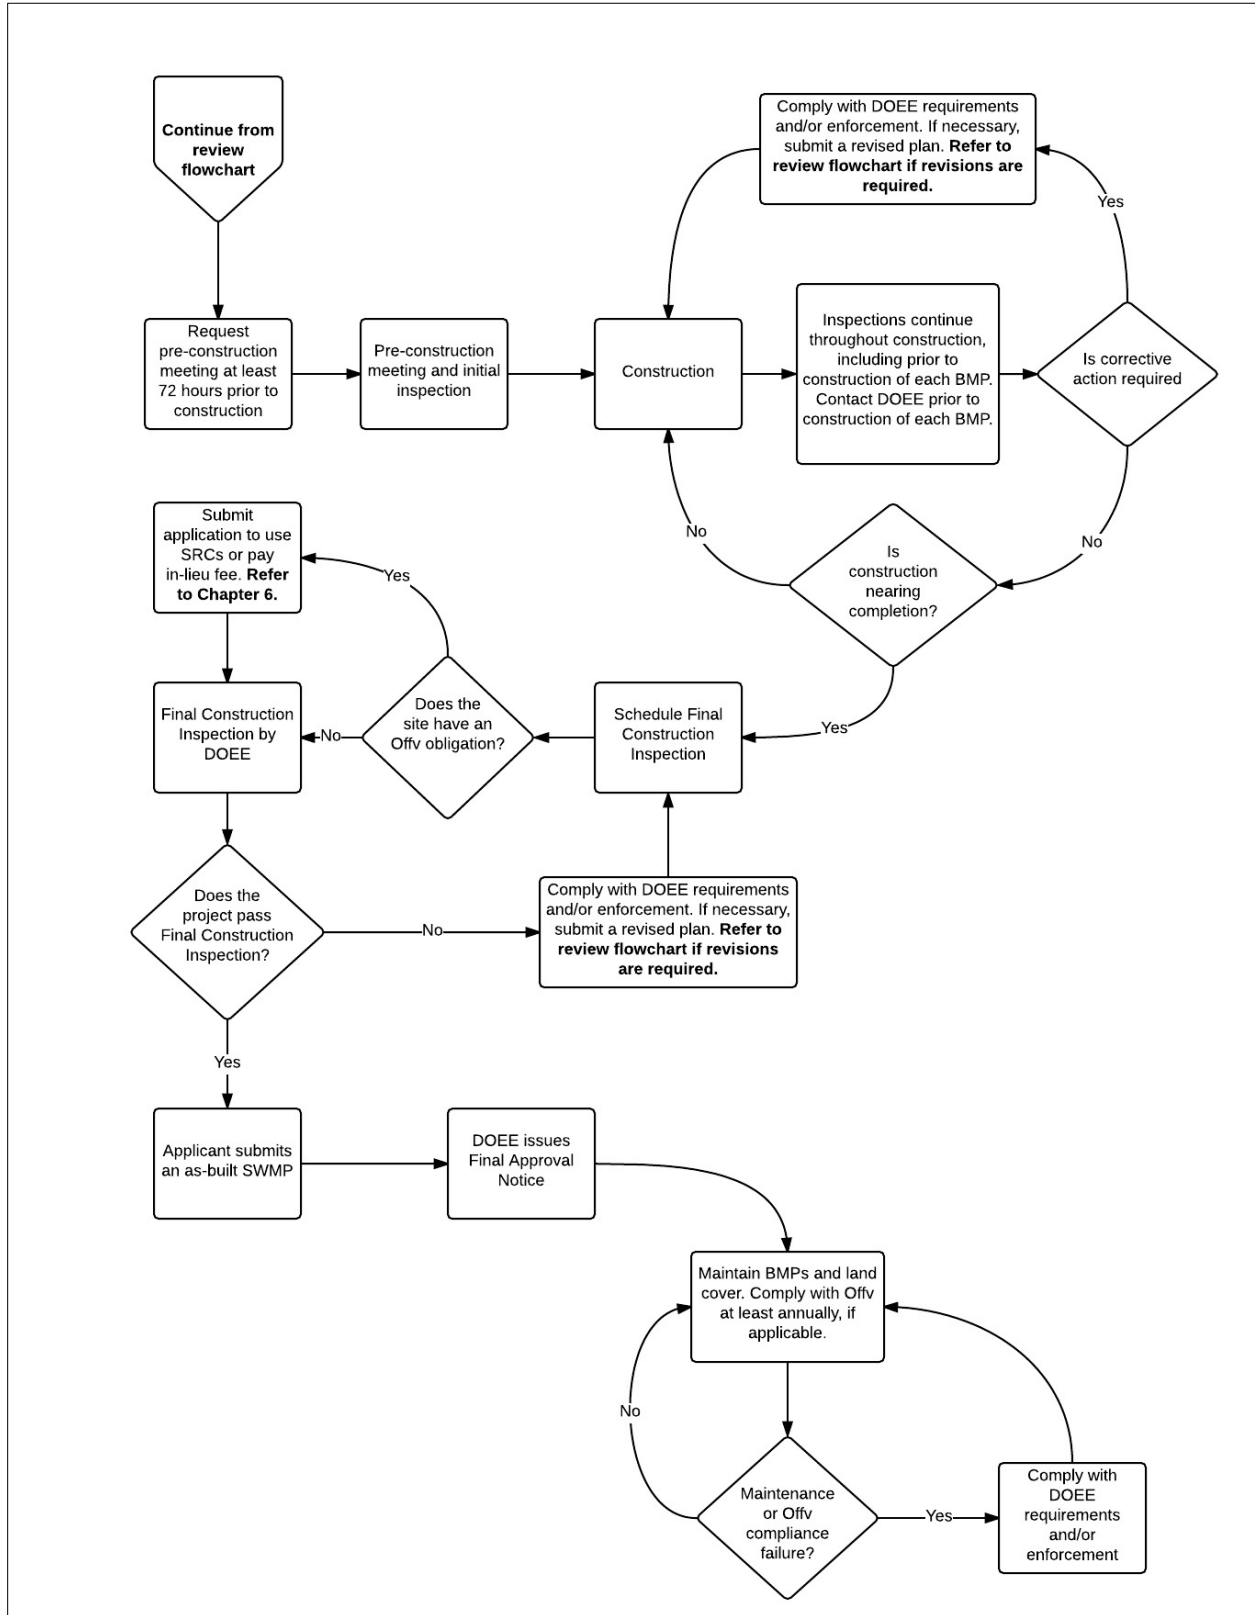 Continue from
review
flowchart
Request
pre-construction
meeting at least
72 hours prior to
construction
Pre-construction
meeting and initial
inspection
Construction
Inspections continue
throughout construction,
including prior to
construction of each BMP.
Contact DOEE prior to
construction of each BMP.
Is corrective
action required
Yes
Comply with DOEE requirements
and/or enforcement. If necessary,
submit a revised plan. Refer to
review flowchart if revisions are
required.
No
Is
construction
nearing
completion?
No
Yes
Schedule Final
Construction
Inspection
Does the
site have an
Offv obligation?
Yes
Submit
application to use
SRCs or pay
in-lieu fee. Refer
to Chapter 6.
No
Final Construction
Inspection by
DOEE
Does the
project pass
Final Construction
Inspection?
No
Comply with DOEE requirements
and/or enforcement. If necessary,
submit a revised plan. Refer to
review flowchart if revisions
are required.
Yes
Applicant submits
an as-built SWMP
DOEE issues
Final Approval
Notice
Maintain BMPs and land
cover. Comply with Offv
at least annually, if
applicable.
No
Maintenance
or Offv
compliance
failure?
Yes
Comply with
DOEE
requirements
and/or
enforcement